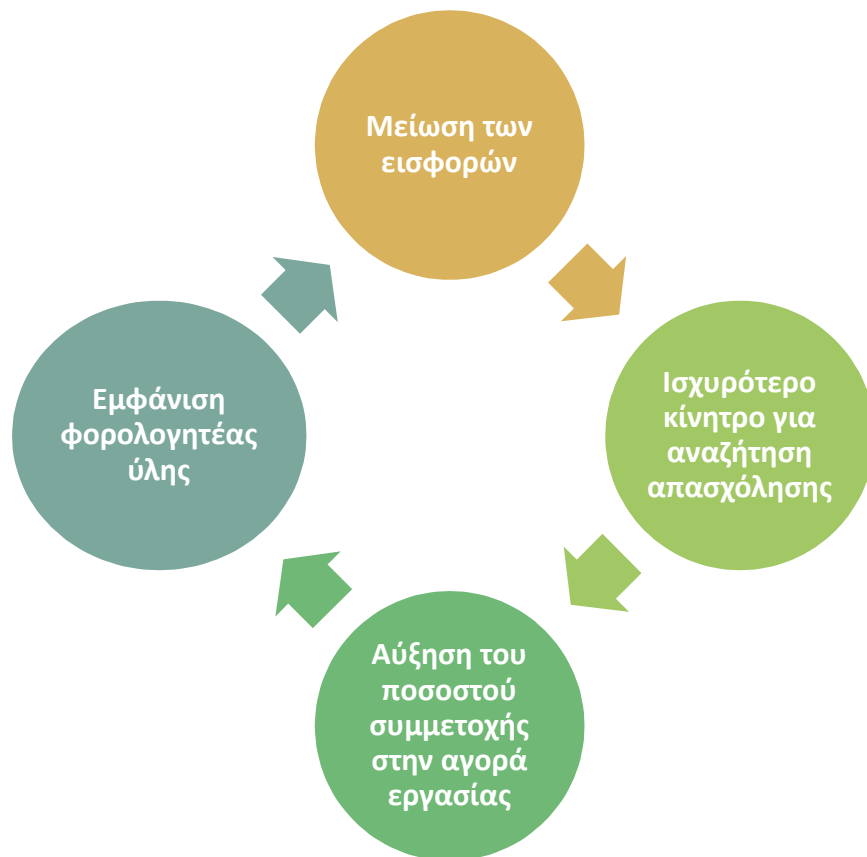 Μείωση των
εισφορών
Ισχυρότερο
κίνητρο για
αναζήτηση
απασχόλησης
Αύξηση του
ποσοστού
συμμετοχής
στην αγορά
εργασίας
Εμφάνιση
φορολογητέας
ύλης